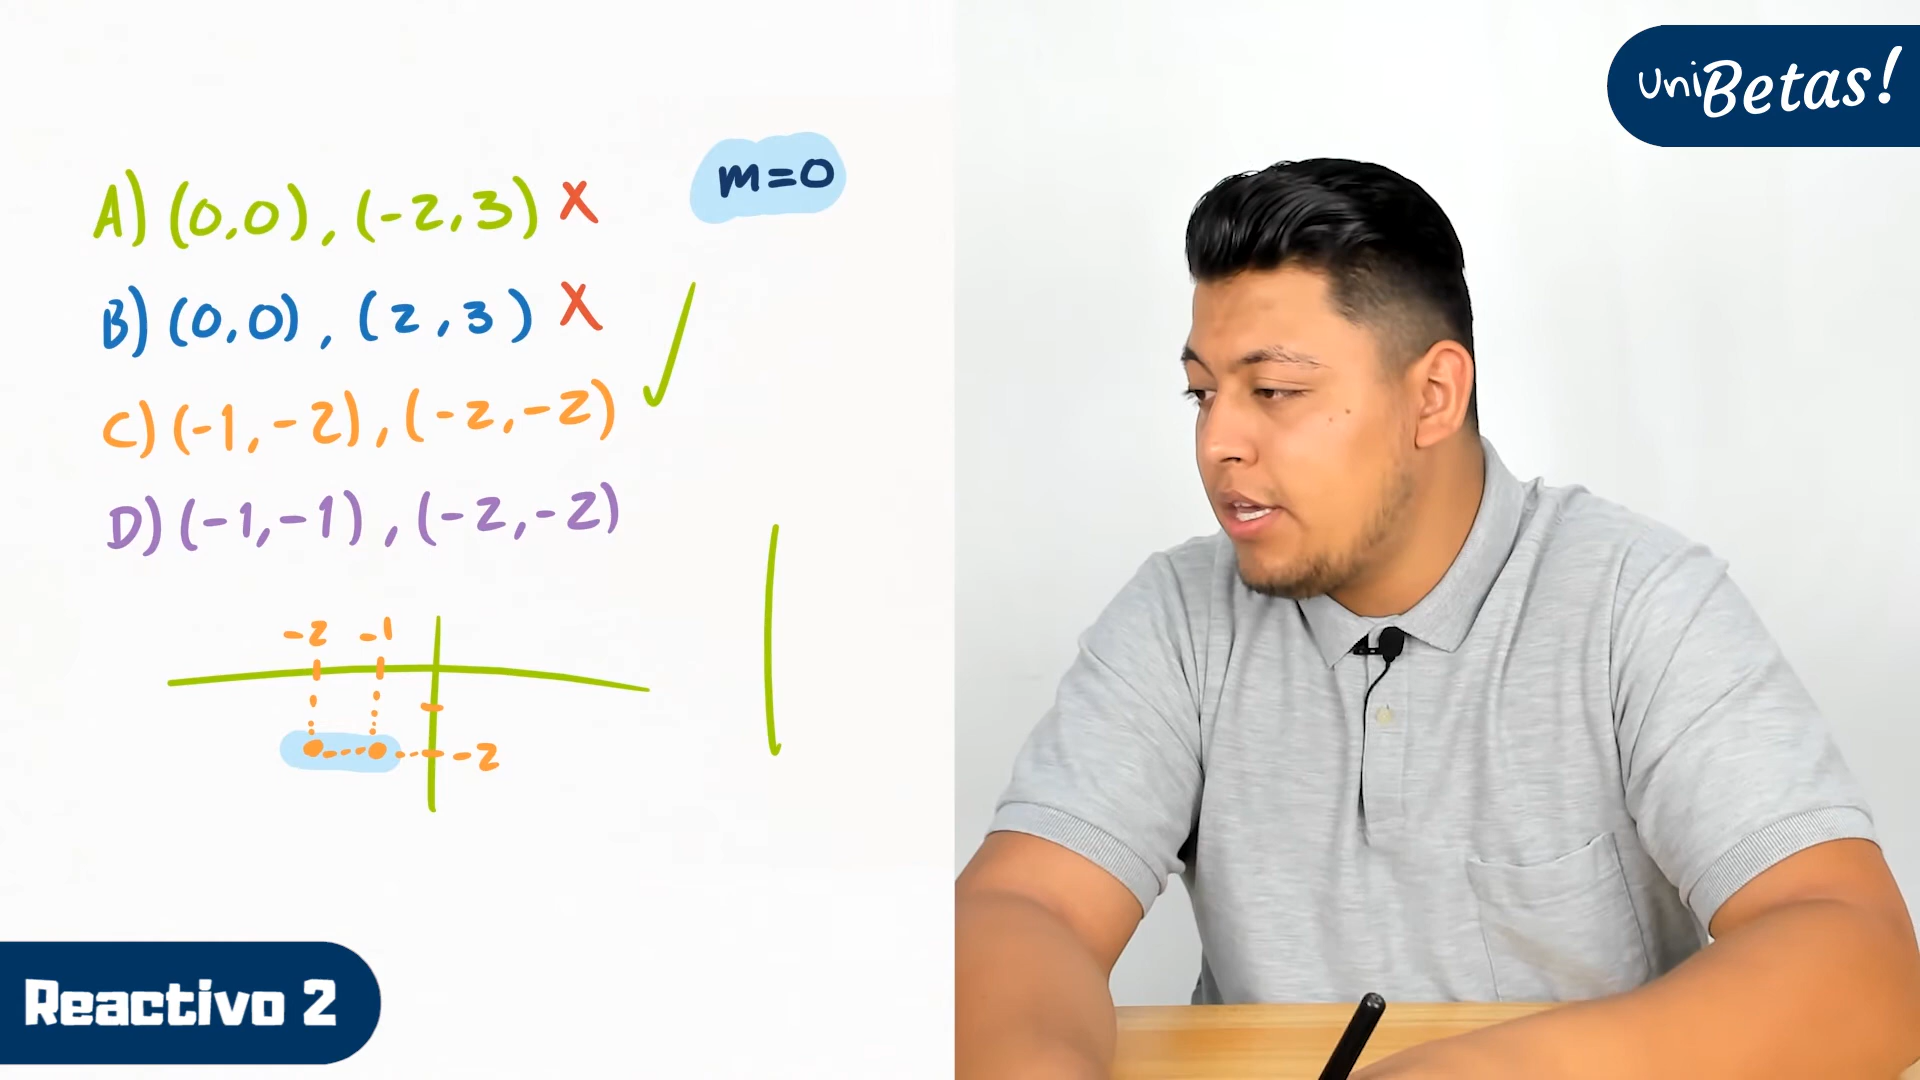 uniBetas!
m=0
A) (0,0), (-2,3) X
B) (0,0), (2,3) X
C) (-1,-2), (-2,-2) ✓
D) (-1,-1), (-2,-2)
-2 -1
-2
Reactivo 2